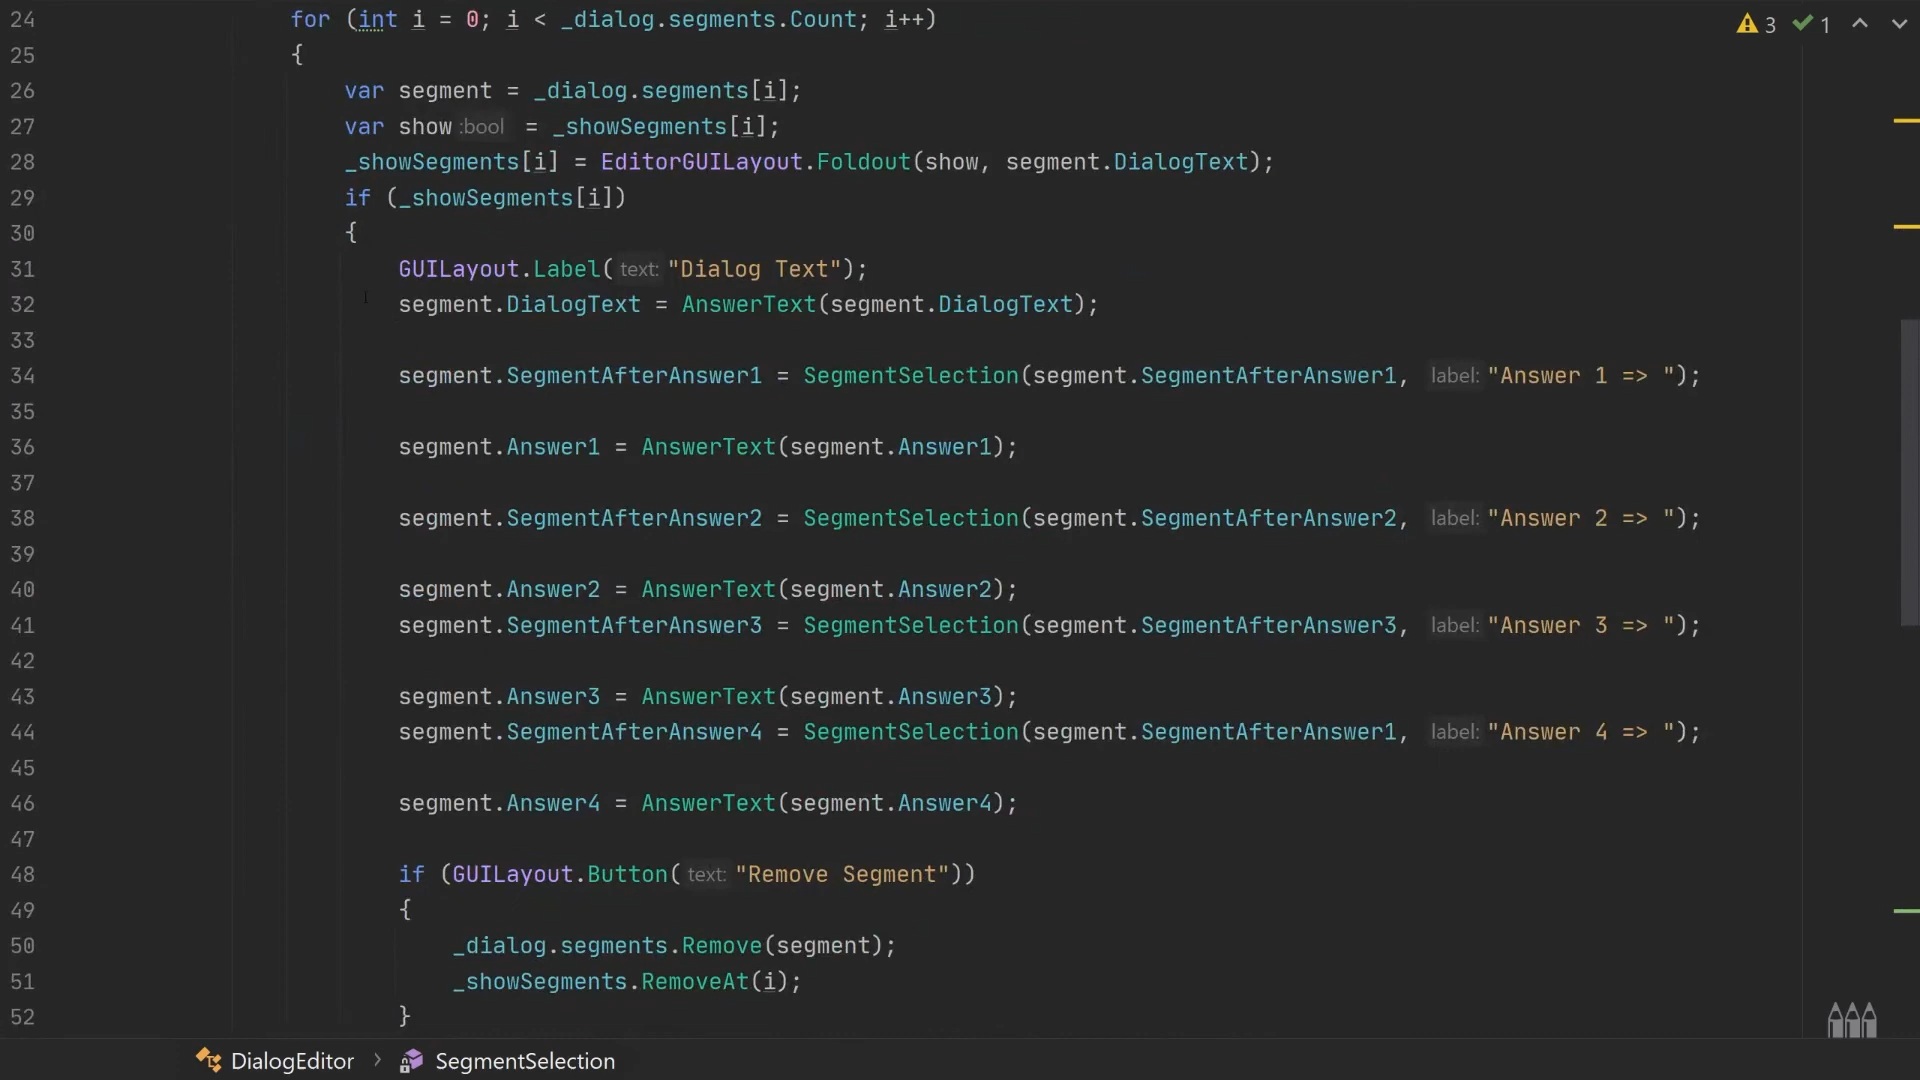 24 for (int i = 0; i < _dialog.segments.Count; i++)
3 1
25 {
26 var segment = _dialog.segments[i];
27 var show :bool = _showSegments[i];
28 _showSegments[i] = EditorGUILayout.Foldout(show, segment.DialogText);
29 if (_showSegments[i])
30 {
31 GUILayout.Label( text: "Dialog Text");
32 segment.DialogText = AnswerText(segment.DialogText);
33
34 segment.SegmentAfterAnswer1 = SegmentSelection(segment.SegmentAfterAnswer1, label: "Answer 1 => ");
35
36 segment.Answer1 = AnswerText(segment.Answer1);
37
38 segment.SegmentAfterAnswer2 = SegmentSelection(segment.SegmentAfterAnswer2, label: "Answer 2 => ");
39
40 segment.Answer2 = AnswerText(segment.Answer2);
41 segment.SegmentAfterAnswer3 = SegmentSelection(segment.SegmentAfterAnswer3, label: "Answer 3 => ");
42
43 segment.Answer3 = AnswerText(segment.Answer3);
44 segment.SegmentAfterAnswer4 = SegmentSelection(segment.SegmentAfterAnswer1, label: "Answer 4 => ");
45
46 segment.Answer4 = AnswerText(segment.Answer4);
47
48 if (GUILayout.Button( text: "Remove Segment"))
49 {
50 _dialog.segments.Remove(segment);
51 _showSegments.RemoveAt(i);
52 }
DialogEditor > SegmentSelection